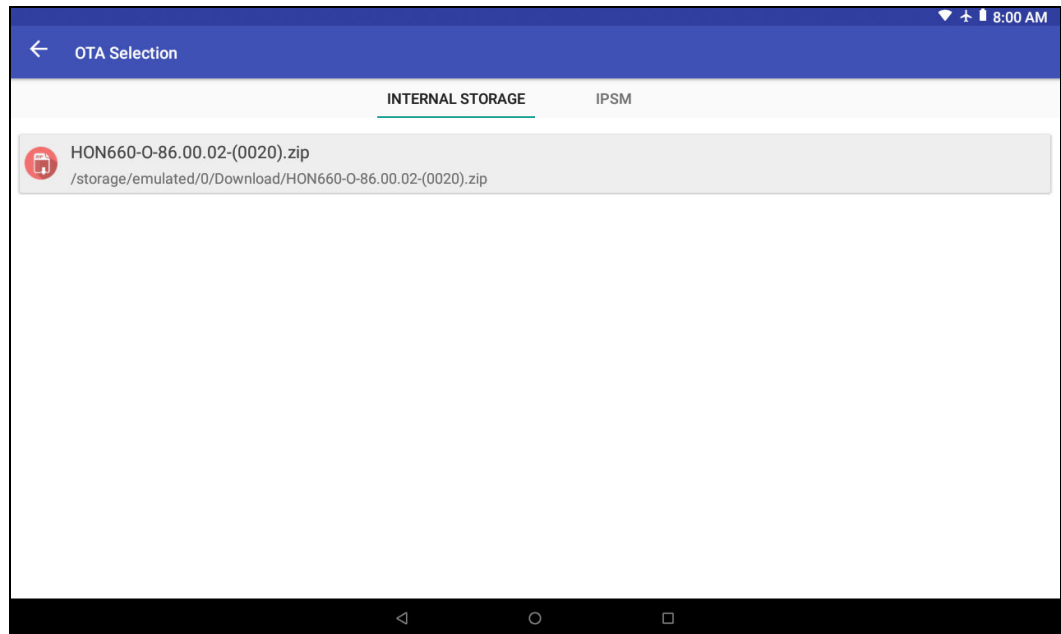 8:00 AM
OTA Selection
INTERNAL STORAGE IPSM
HON660-O-86.00.02-(0020).zip
/storage/emulated/0/Download/HON660-O-86.00.02-(0020).zip